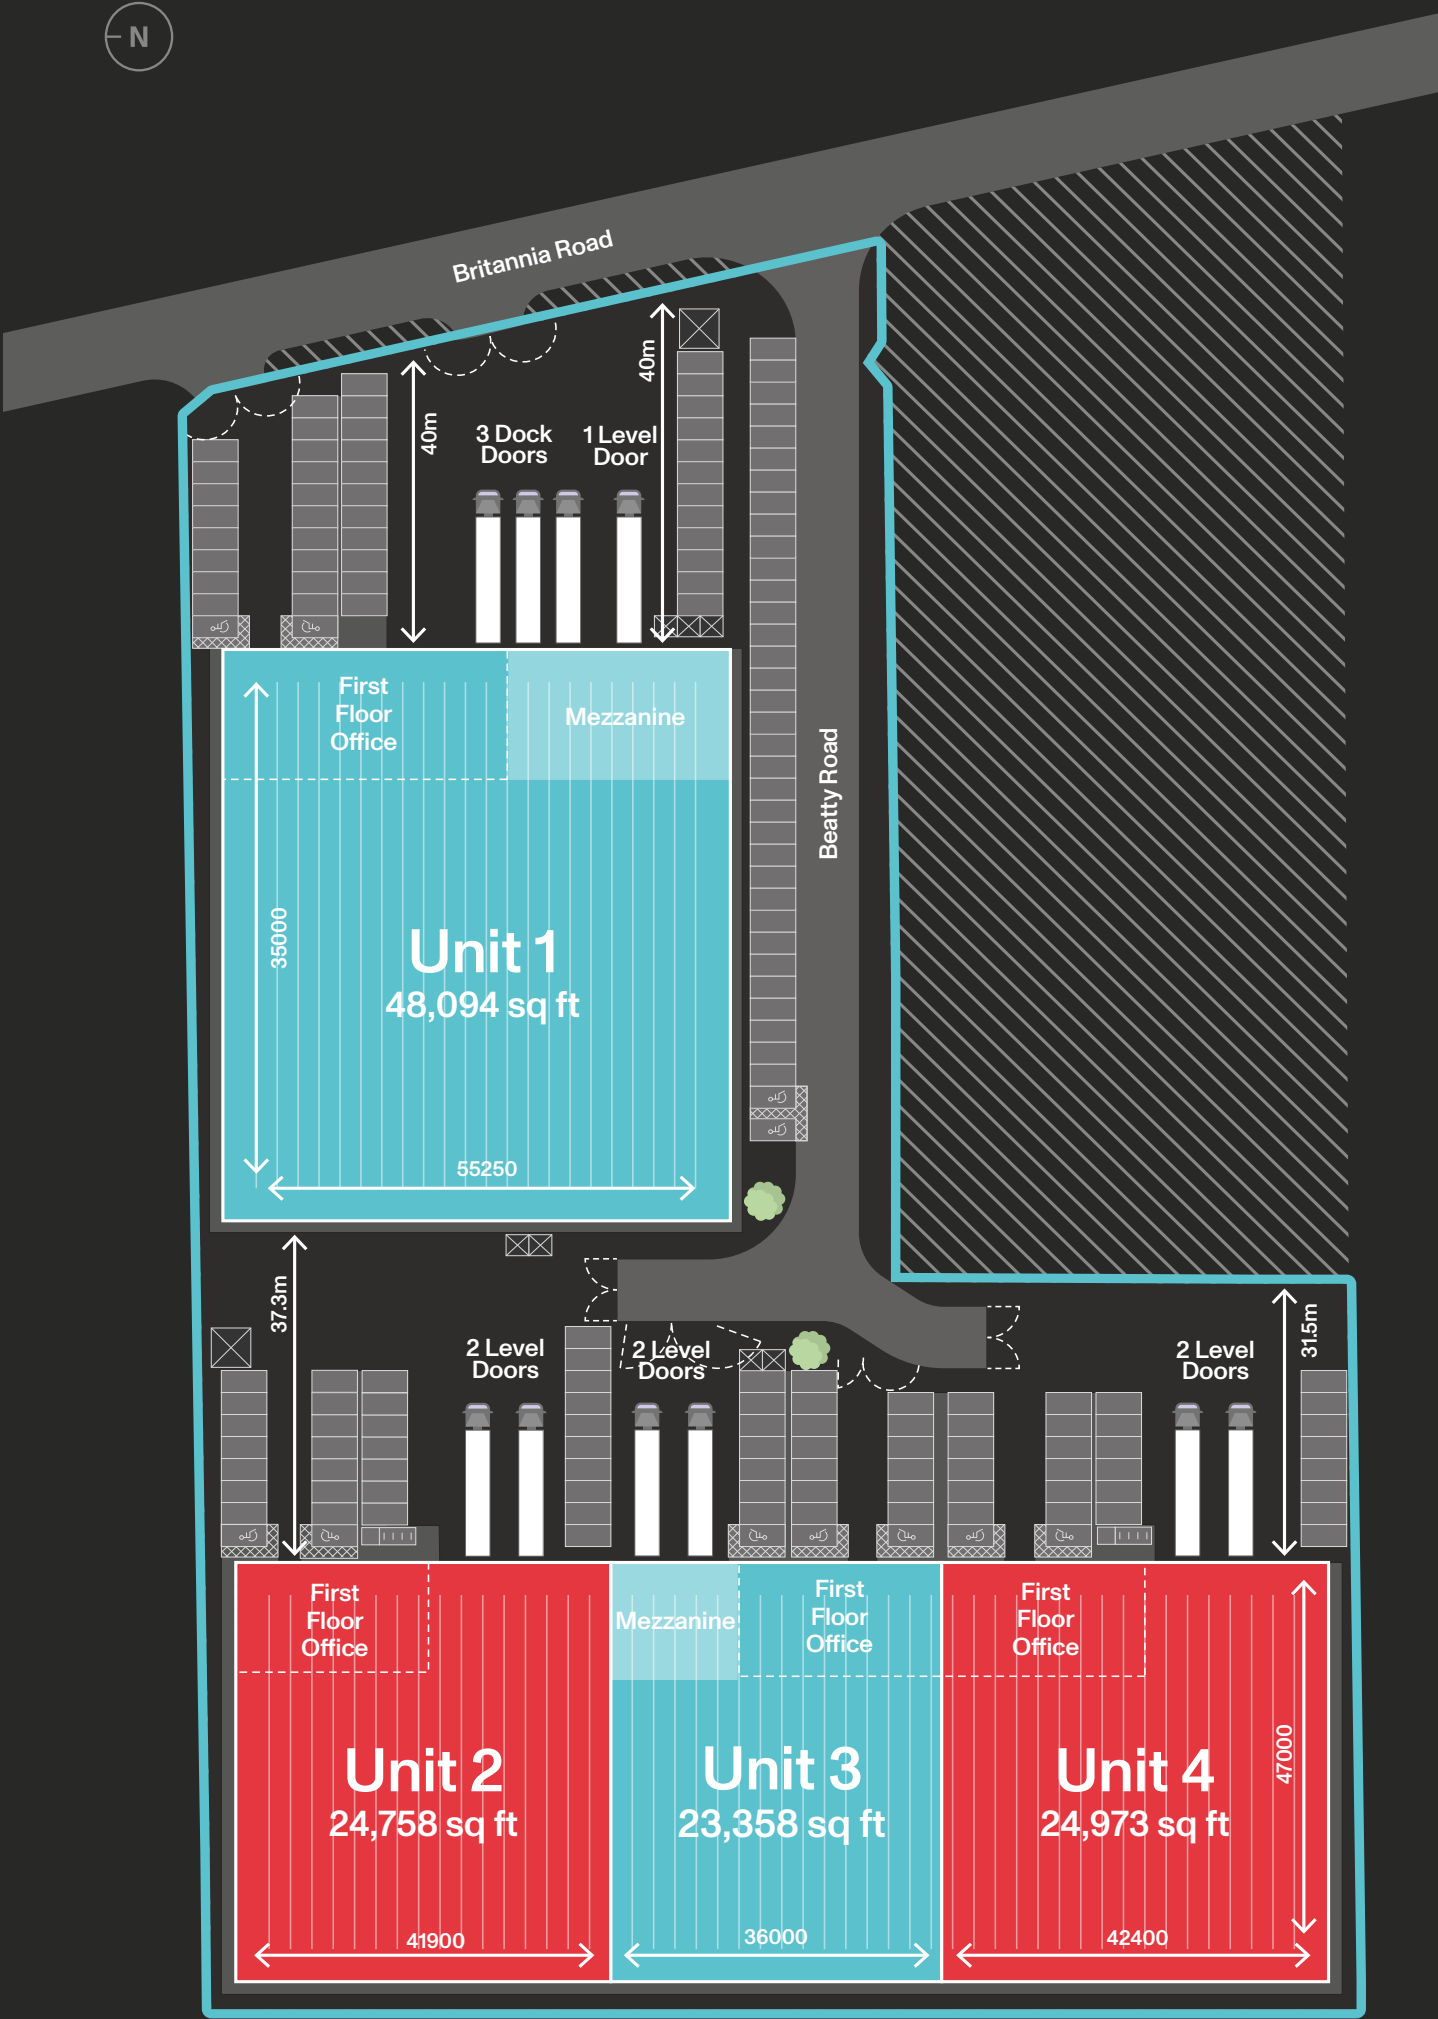 N
Britannia Road
40m
40m
3 Dock
Doors
1 Level
Door
First
Floor
Office
Mezzanine
Beatty Road
35000
Unit 1
48,094 sq ft
55250
37.3m
31.5m
2 Level
Doors
2 Level
Doors
2 Level
Doors
First
Floor
Office
Mezzanine
First
Floor
Office
First
Floor
Office
47000
Unit 2
24,758 sq ft
Unit 3
23,358 sq ft
Unit 4
24,973 sq ft
41900
36000
42400